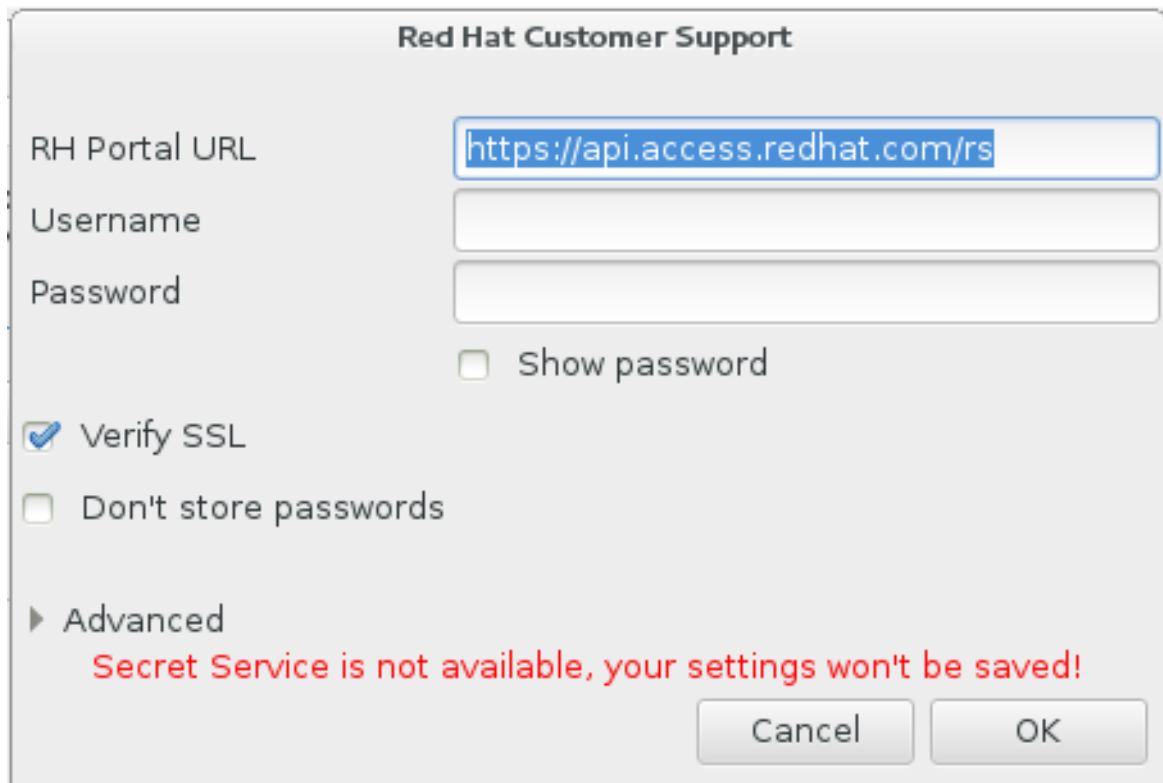 Red Hat Customer Support
RH Portal URL https://api.access.redhat.com/rs
Username
Password
Show password
Verify SSL
Don't store passwords
Advanced
Secret Service is not available, your settings won't be saved!
Cancel OK